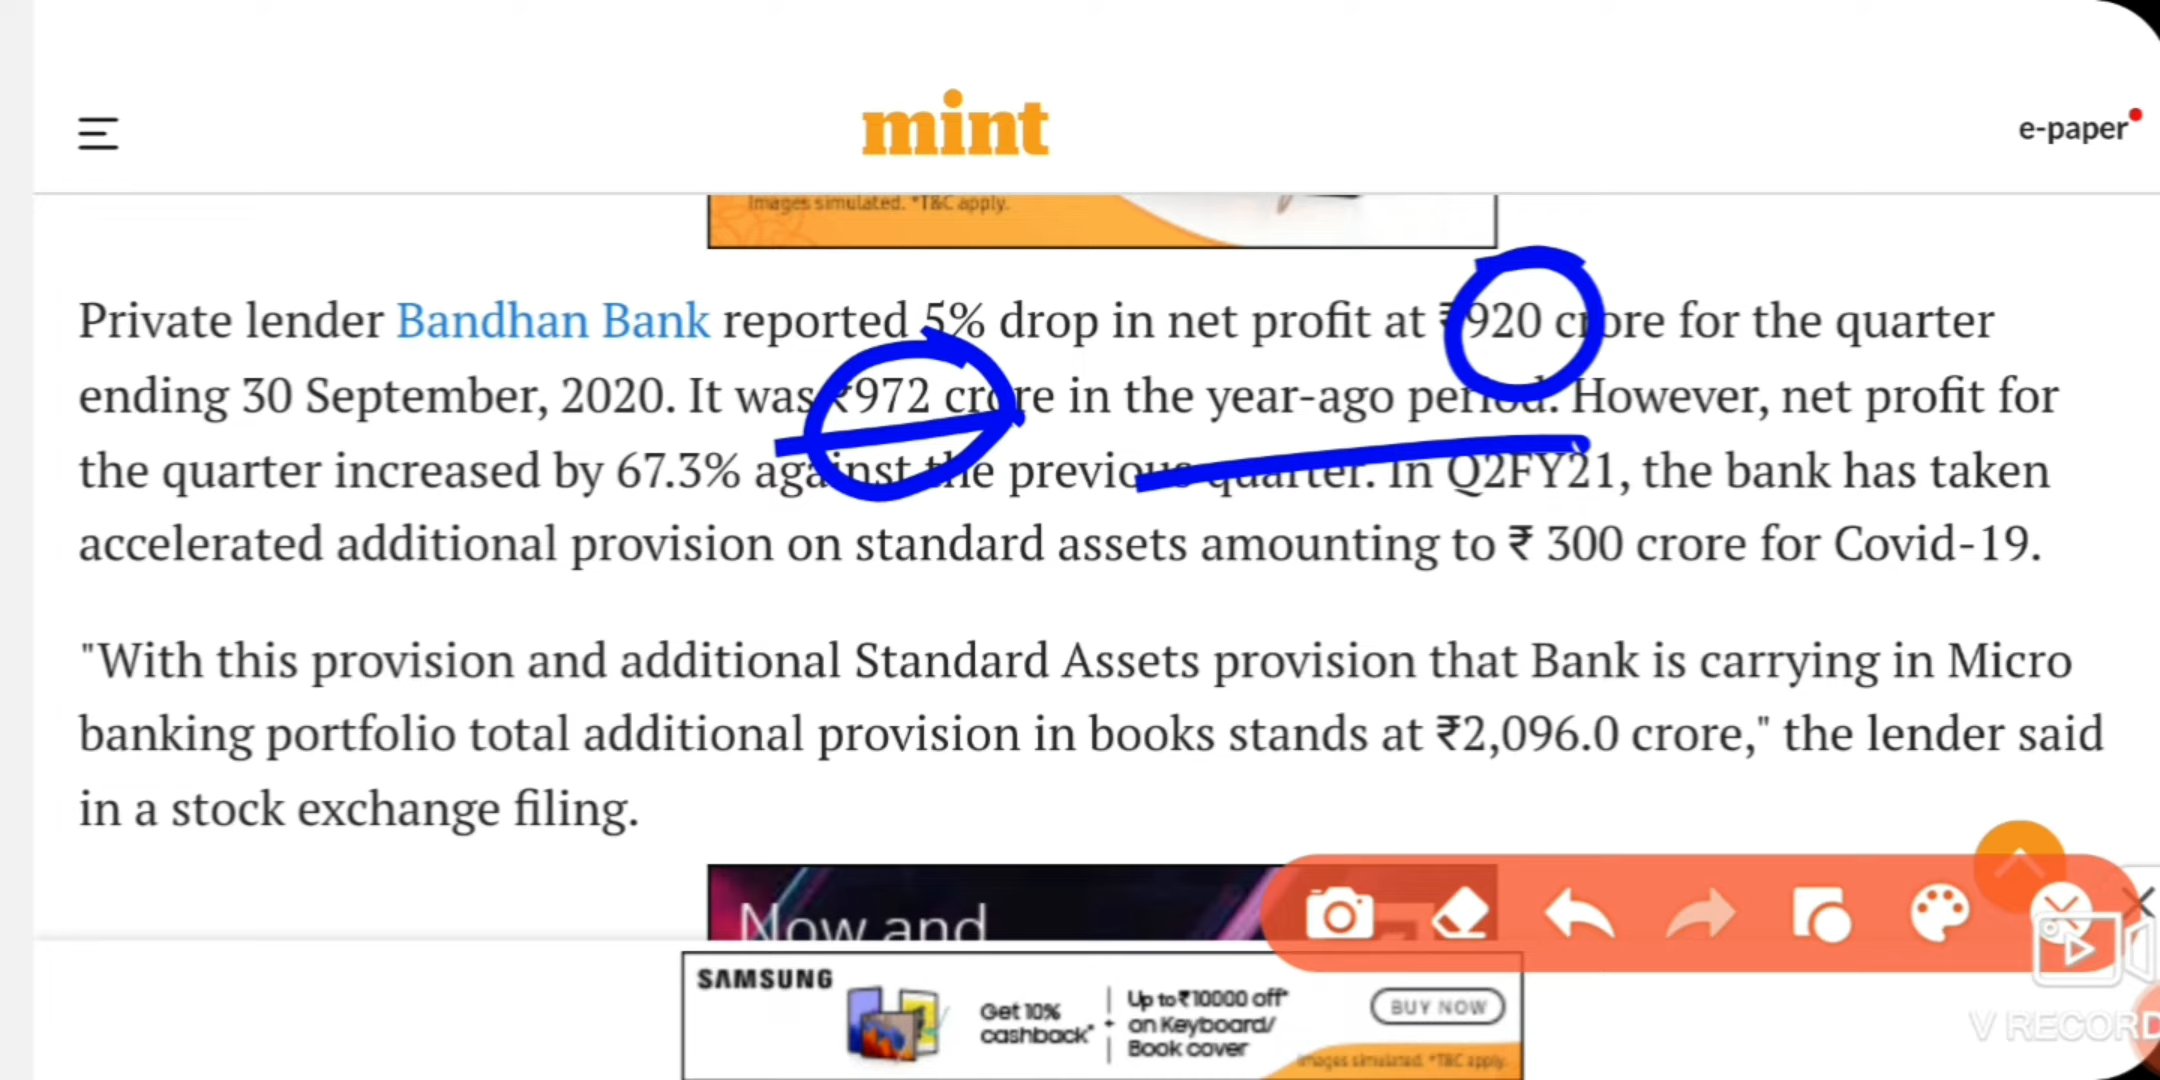 mint
e-paper
Images simulated. *T&C apply.
Private lender Bandhan Bank reported 5% drop in net profit at ₹920 crore for the quarter
ending 30 September, 2020. It was ₹972 crore in the year-ago period. However, net profit for
the quarter increased by 67.3% against the previous quarter. In Q2FY21, the bank has taken
accelerated additional provision on standard assets amounting to ₹ 300 crore for Covid-19.
"With this provision and additional Standard Assets provision that Bank is carrying in Micro
banking portfolio total additional provision in books stands at ₹2,096.0 crore," the lender said
in a stock exchange filing.
Now and
SAMSUNG
Get 10%
cashback*
+
Up to ₹10000 off*
on Keyboard/
Book cover
BUY NOW
Images simulated. *T&C apply.
V RECORD